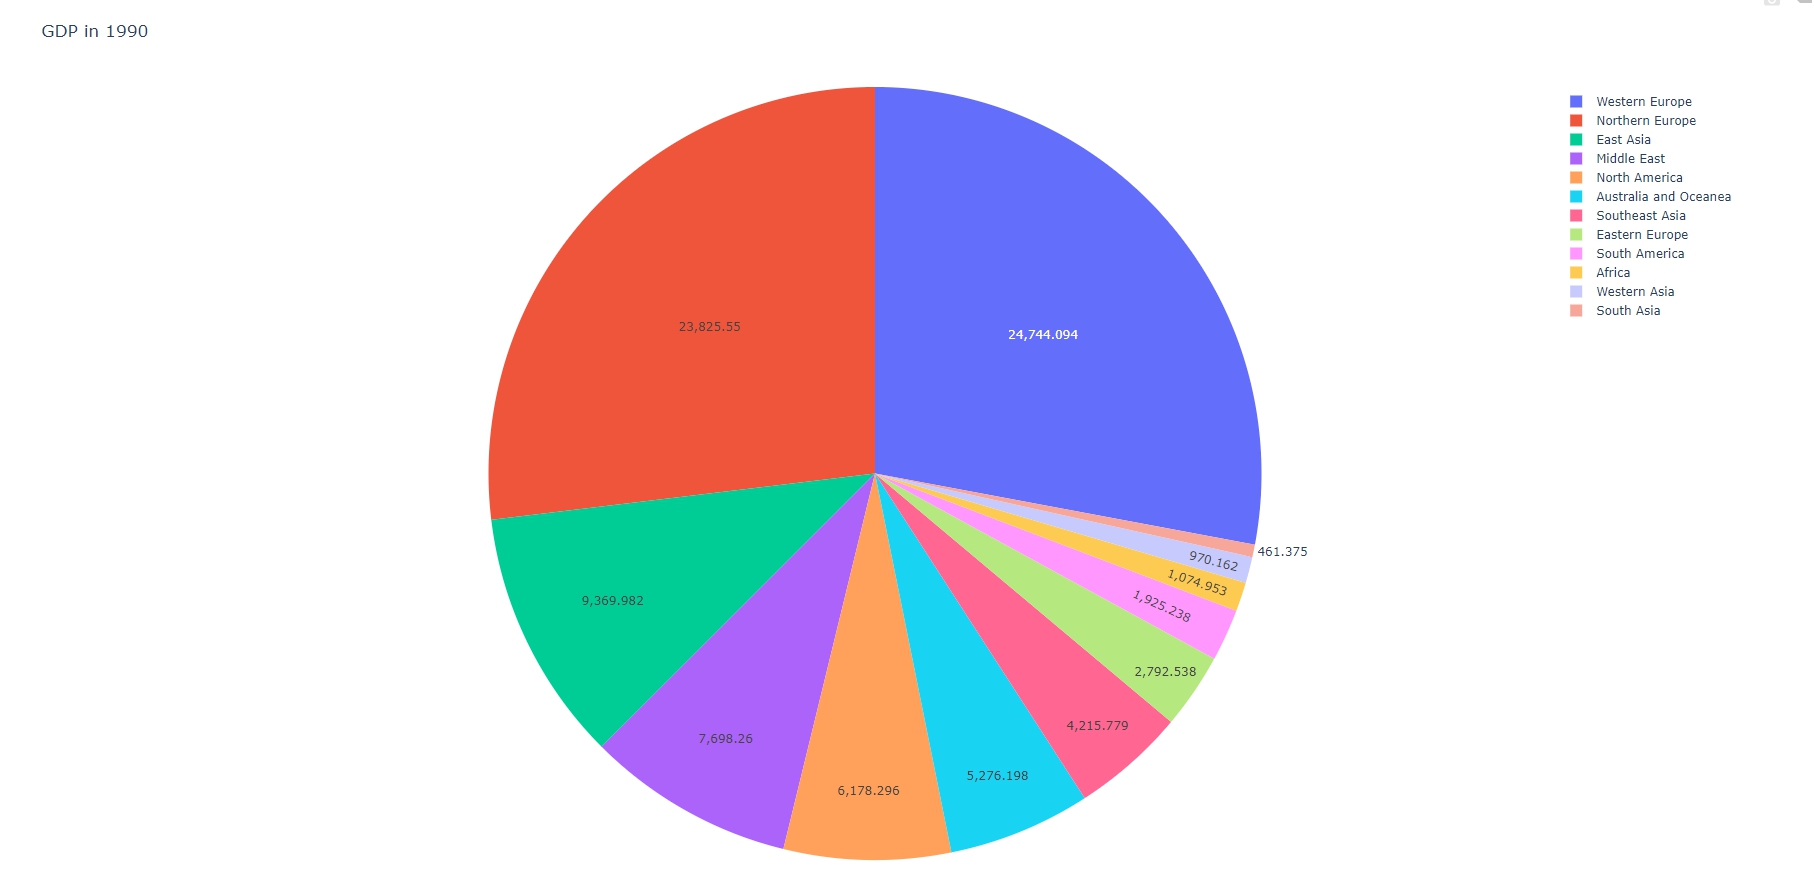 GDP in 1990
Western Europe
Northern Europe
East Asia
Middle East
North America
Australia and Oceanea
Southeast Asia
Eastern Europe
South America
Africa
Western Asia
South Asia
23,825.55
24,744.094
461.375
970.162
1,074.953
1,925.238
9,369.982
2,792.538
4,215.779
7,698.26
5,276.198
6,178.296